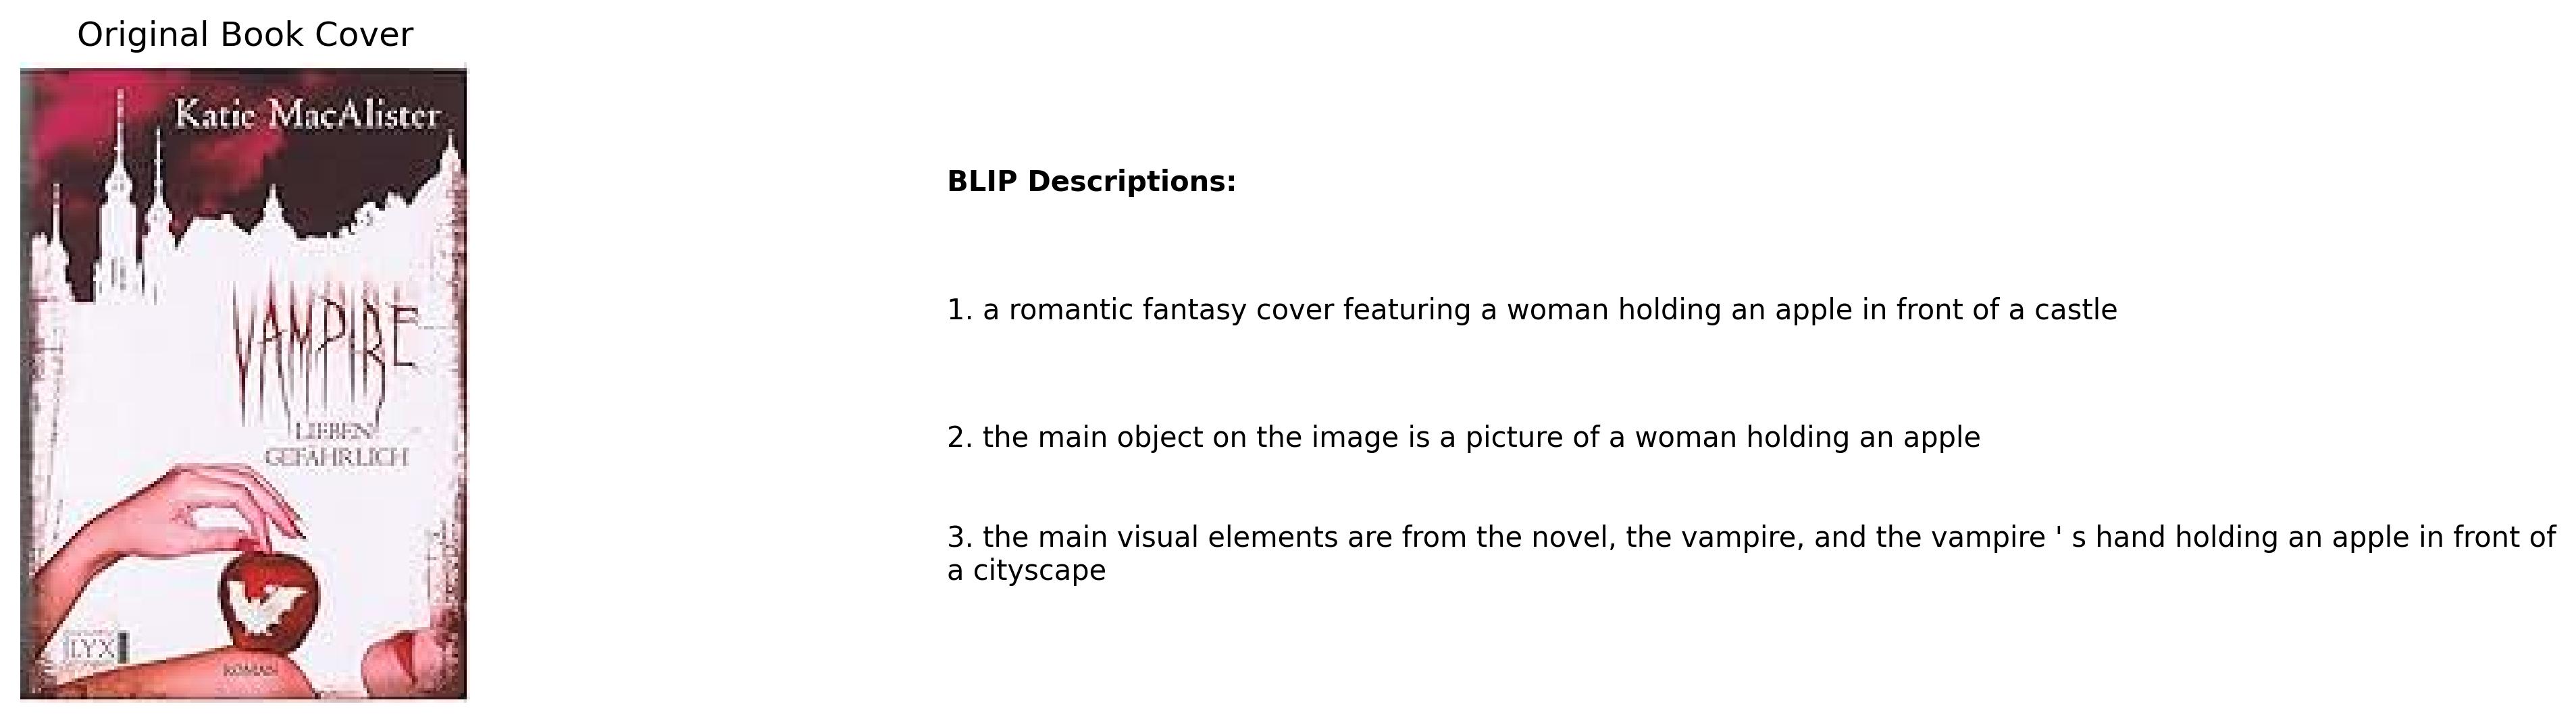 Original Book Cover
Katie MacAlister
VAMPIRE
LIEBEN
GEFÄHRLICH
LYX
ROMAN
BLIP Descriptions:
1. a romantic fantasy cover featuring a woman holding an apple in front of a castle
2. the main object on the image is a picture of a woman holding an apple
3. the main visual elements are from the novel, the vampire, and the vampire ' s hand holding an apple in front of
a cityscape